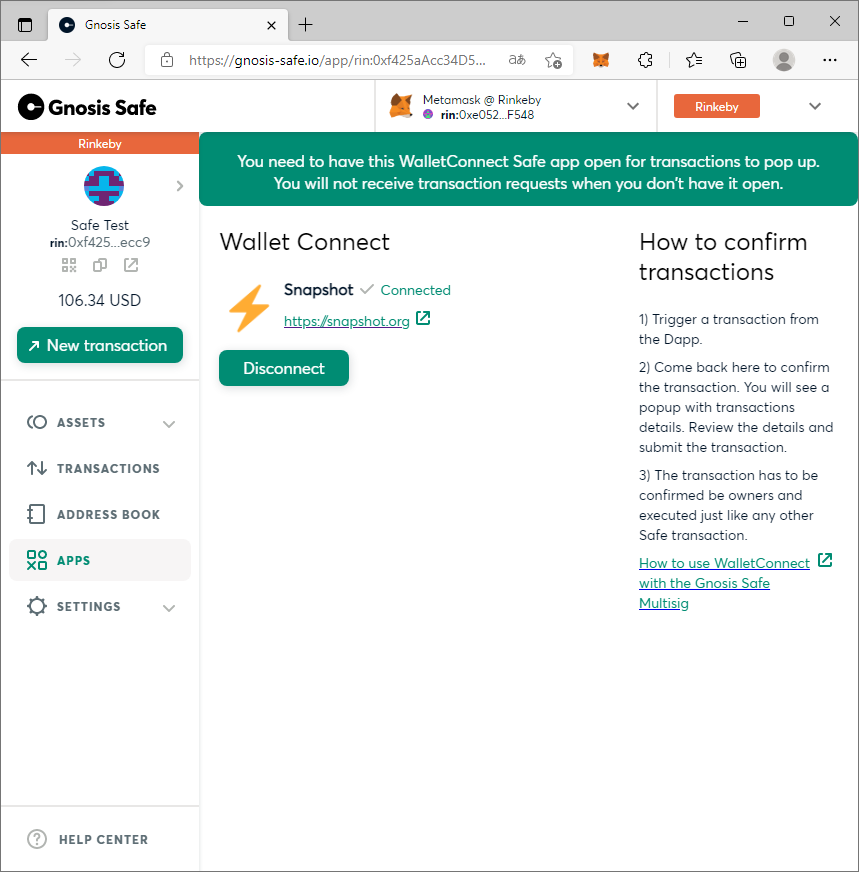 Gnosis Safe
https://gnosis-safe.io/app/rin:0xf425aAcc34D5...
aあ
Gnosis Safe
Metamask @ Rinkeby
rin:0xe052...F548
Rinkeby
Rinkeby
You need to have this WalletConnect Safe app open for transactions to pop up.
You will not receive transaction requests when you don't have it open.
Safe Test
rin:0xf425...ecc9
106.34 USD
New transaction
ASSETS
TRANSACTIONS
ADDRESS BOOK
APPS
SETTINGS
HELP CENTER
Wallet Connect
Snapshot
Connected
https://snapshot.org
Disconnect
How to confirm
transactions
1) Trigger a transaction from
the Dapp.
2) Come back here to confirm
the transaction. You will see a
popup with transactions
details. Review the details and
submit the transaction.
3) The transaction has to be
confirmed be owners and
executed just like any other
Safe transaction.
How to use WalletConnect
with the Gnosis Safe
Multisig